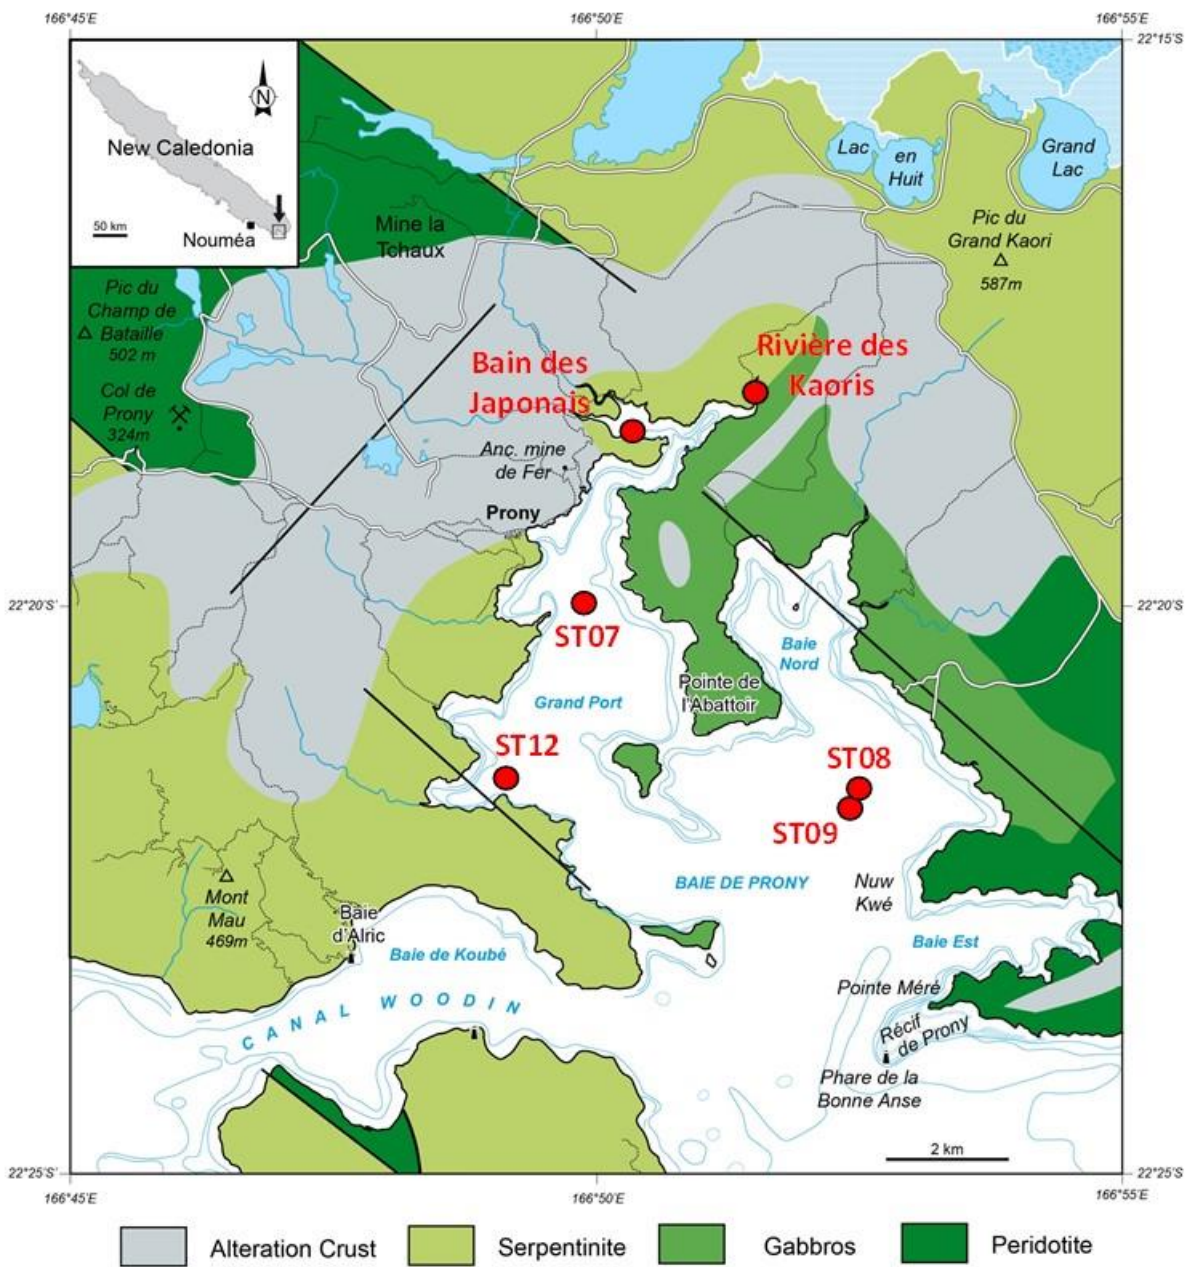 166°45'E
166°50'E
166°55'E
22°15'S
N
New Caledonia
50 km
Nouméa
Lac
en
Huit
Grand
Lac
Mine la
Tchaux
Pic du
Grand Kaori
587m
Pic du
Champ de
Bataille
502 m
Col de
Prony
324m
Bain des
Japonais
Rivière des
Kaoris
Anc. mine
de Fer
Prony
22°20'S
22°20'S
ST07
Baie
Nord
Grand Port
Pointe de
l'Abattoir
ST12
ST08
ST09
BAIE DE PRONY
Nuw
Kwé
Mont
Mau
469m
Baie
d'Alric
Baie de Koubé
Baie Est
CANAL WOODIN
Pointe Méré
Récif
de Prony
Phare de la
Bonne Anse
2 km
22°25'S
22°25'S
166°45'E
166°50'E
166°55'E
Alteration Crust
Serpentinite
Gabbros
Peridotite